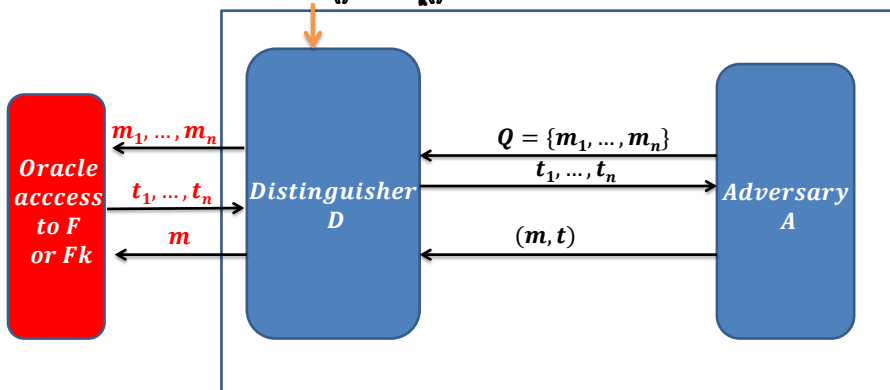 m₁, … , mₙ
Oracle
acccess
to F
or Fk
t₁, … , tₙ
m
Distinguisher
D
Q = {m₁, … , mₙ}
t₁, … , tₙ
(m, t)
Adversary
A